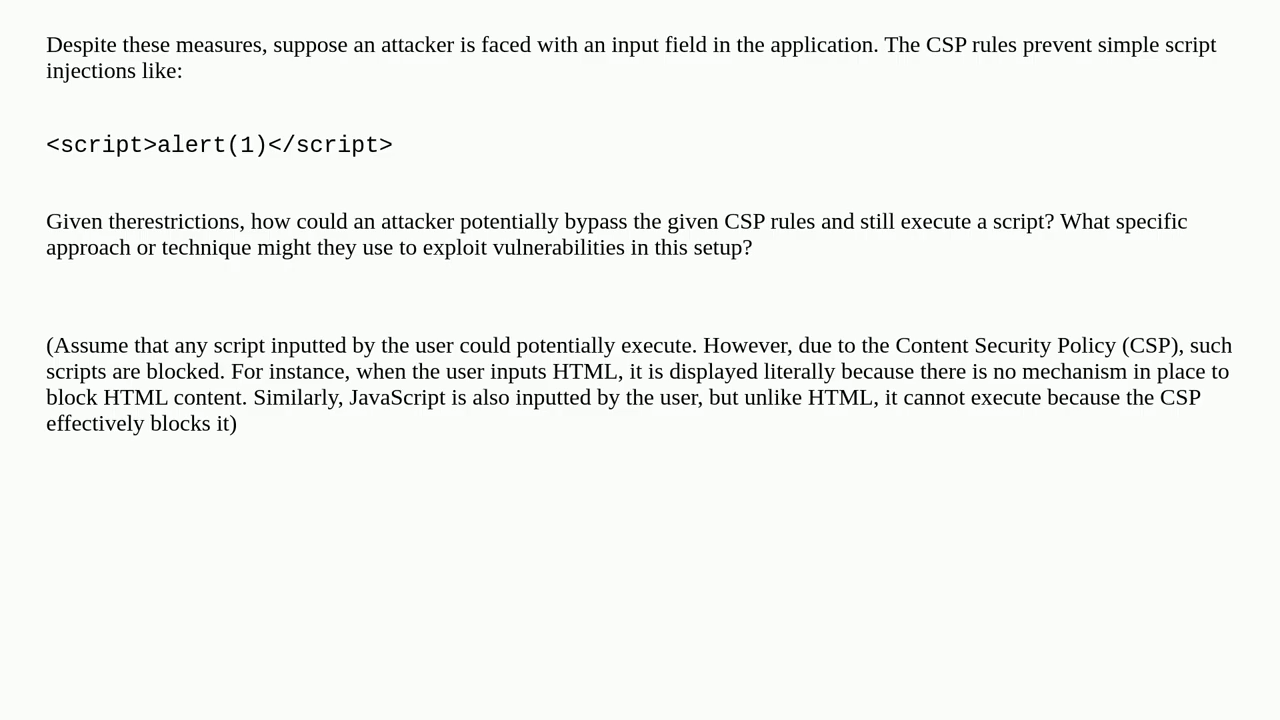 Despite these measures, suppose an attacker is faced with an input field in the application. The CSP rules prevent simple script
injections like:
<script>alert(1)</script>
Given therestrictions, how could an attacker potentially bypass the given CSP rules and still execute a script? What specific
approach or technique might they use to exploit vulnerabilities in this setup?
(Assume that any script inputted by the user could potentially execute. However, due to the Content Security Policy (CSP), such
scripts are blocked. For instance, when the user inputs HTML, it is displayed literally because there is no mechanism in place to
block HTML content. Similarly, JavaScript is also inputted by the user, but unlike HTML, it cannot execute because the CSP
effectively blocks it)